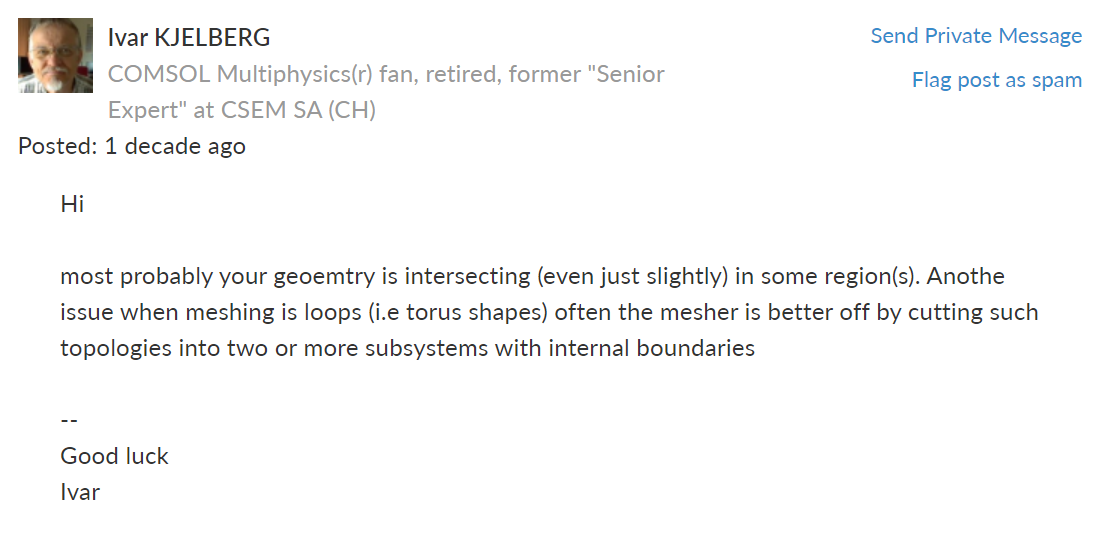 Ivar KJELBERG
Send Private Message
COMSOL Multiphysics(r) fan, retired, former "Senior
Flag post as spam
Expert" at CSEM SA (CH)
Posted: 1 decade ago
Hi
most probably your geoemtry is intersecting (even just slightly) in some region(s). Anothe
issue when meshing is loops (i.e torus shapes) often the mesher is better off by cutting such
topologies into two or more subsystems with internal boundaries
--
Good luck
Ivar